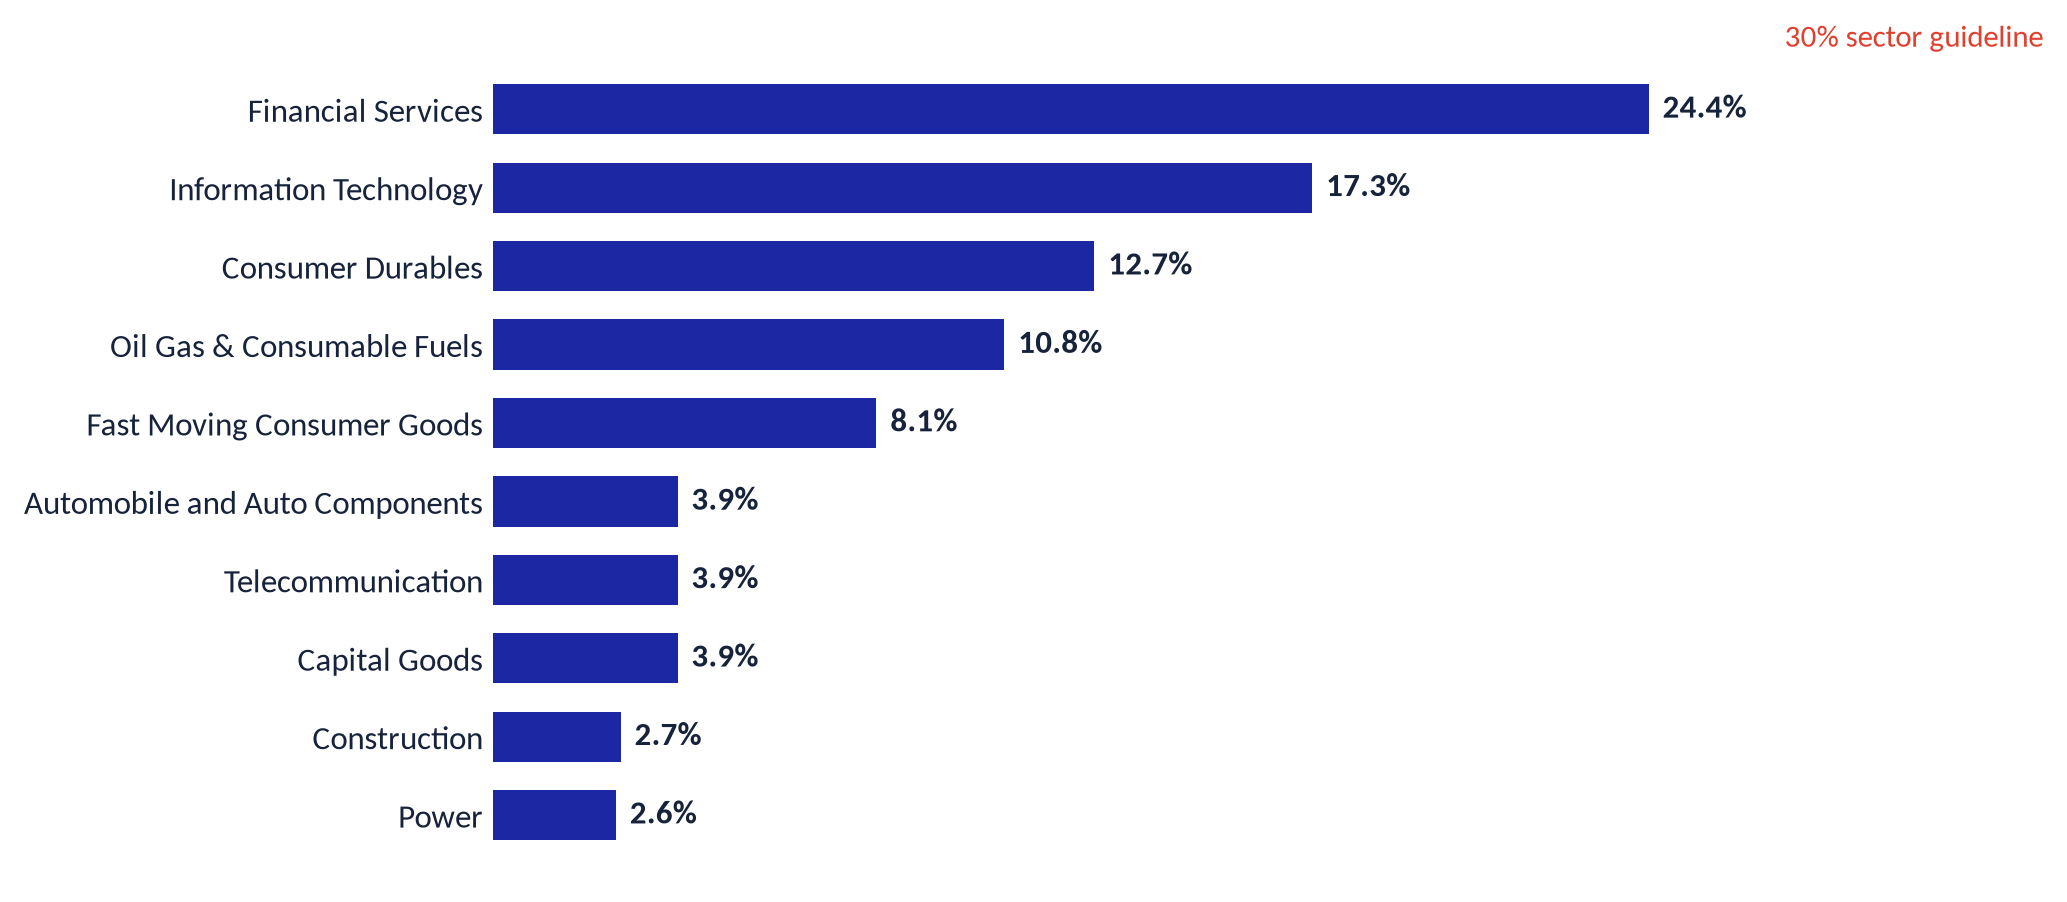 30% sector guideline
Financial Services 24.4%
Information Technology 17.3%
Consumer Durables 12.7%
Oil Gas & Consumable Fuels 10.8%
Fast Moving Consumer Goods 8.1%
Automobile and Auto Components 3.9%
Telecommunication 3.9%
Capital Goods 3.9%
Construction 2.7%
Power 2.6%